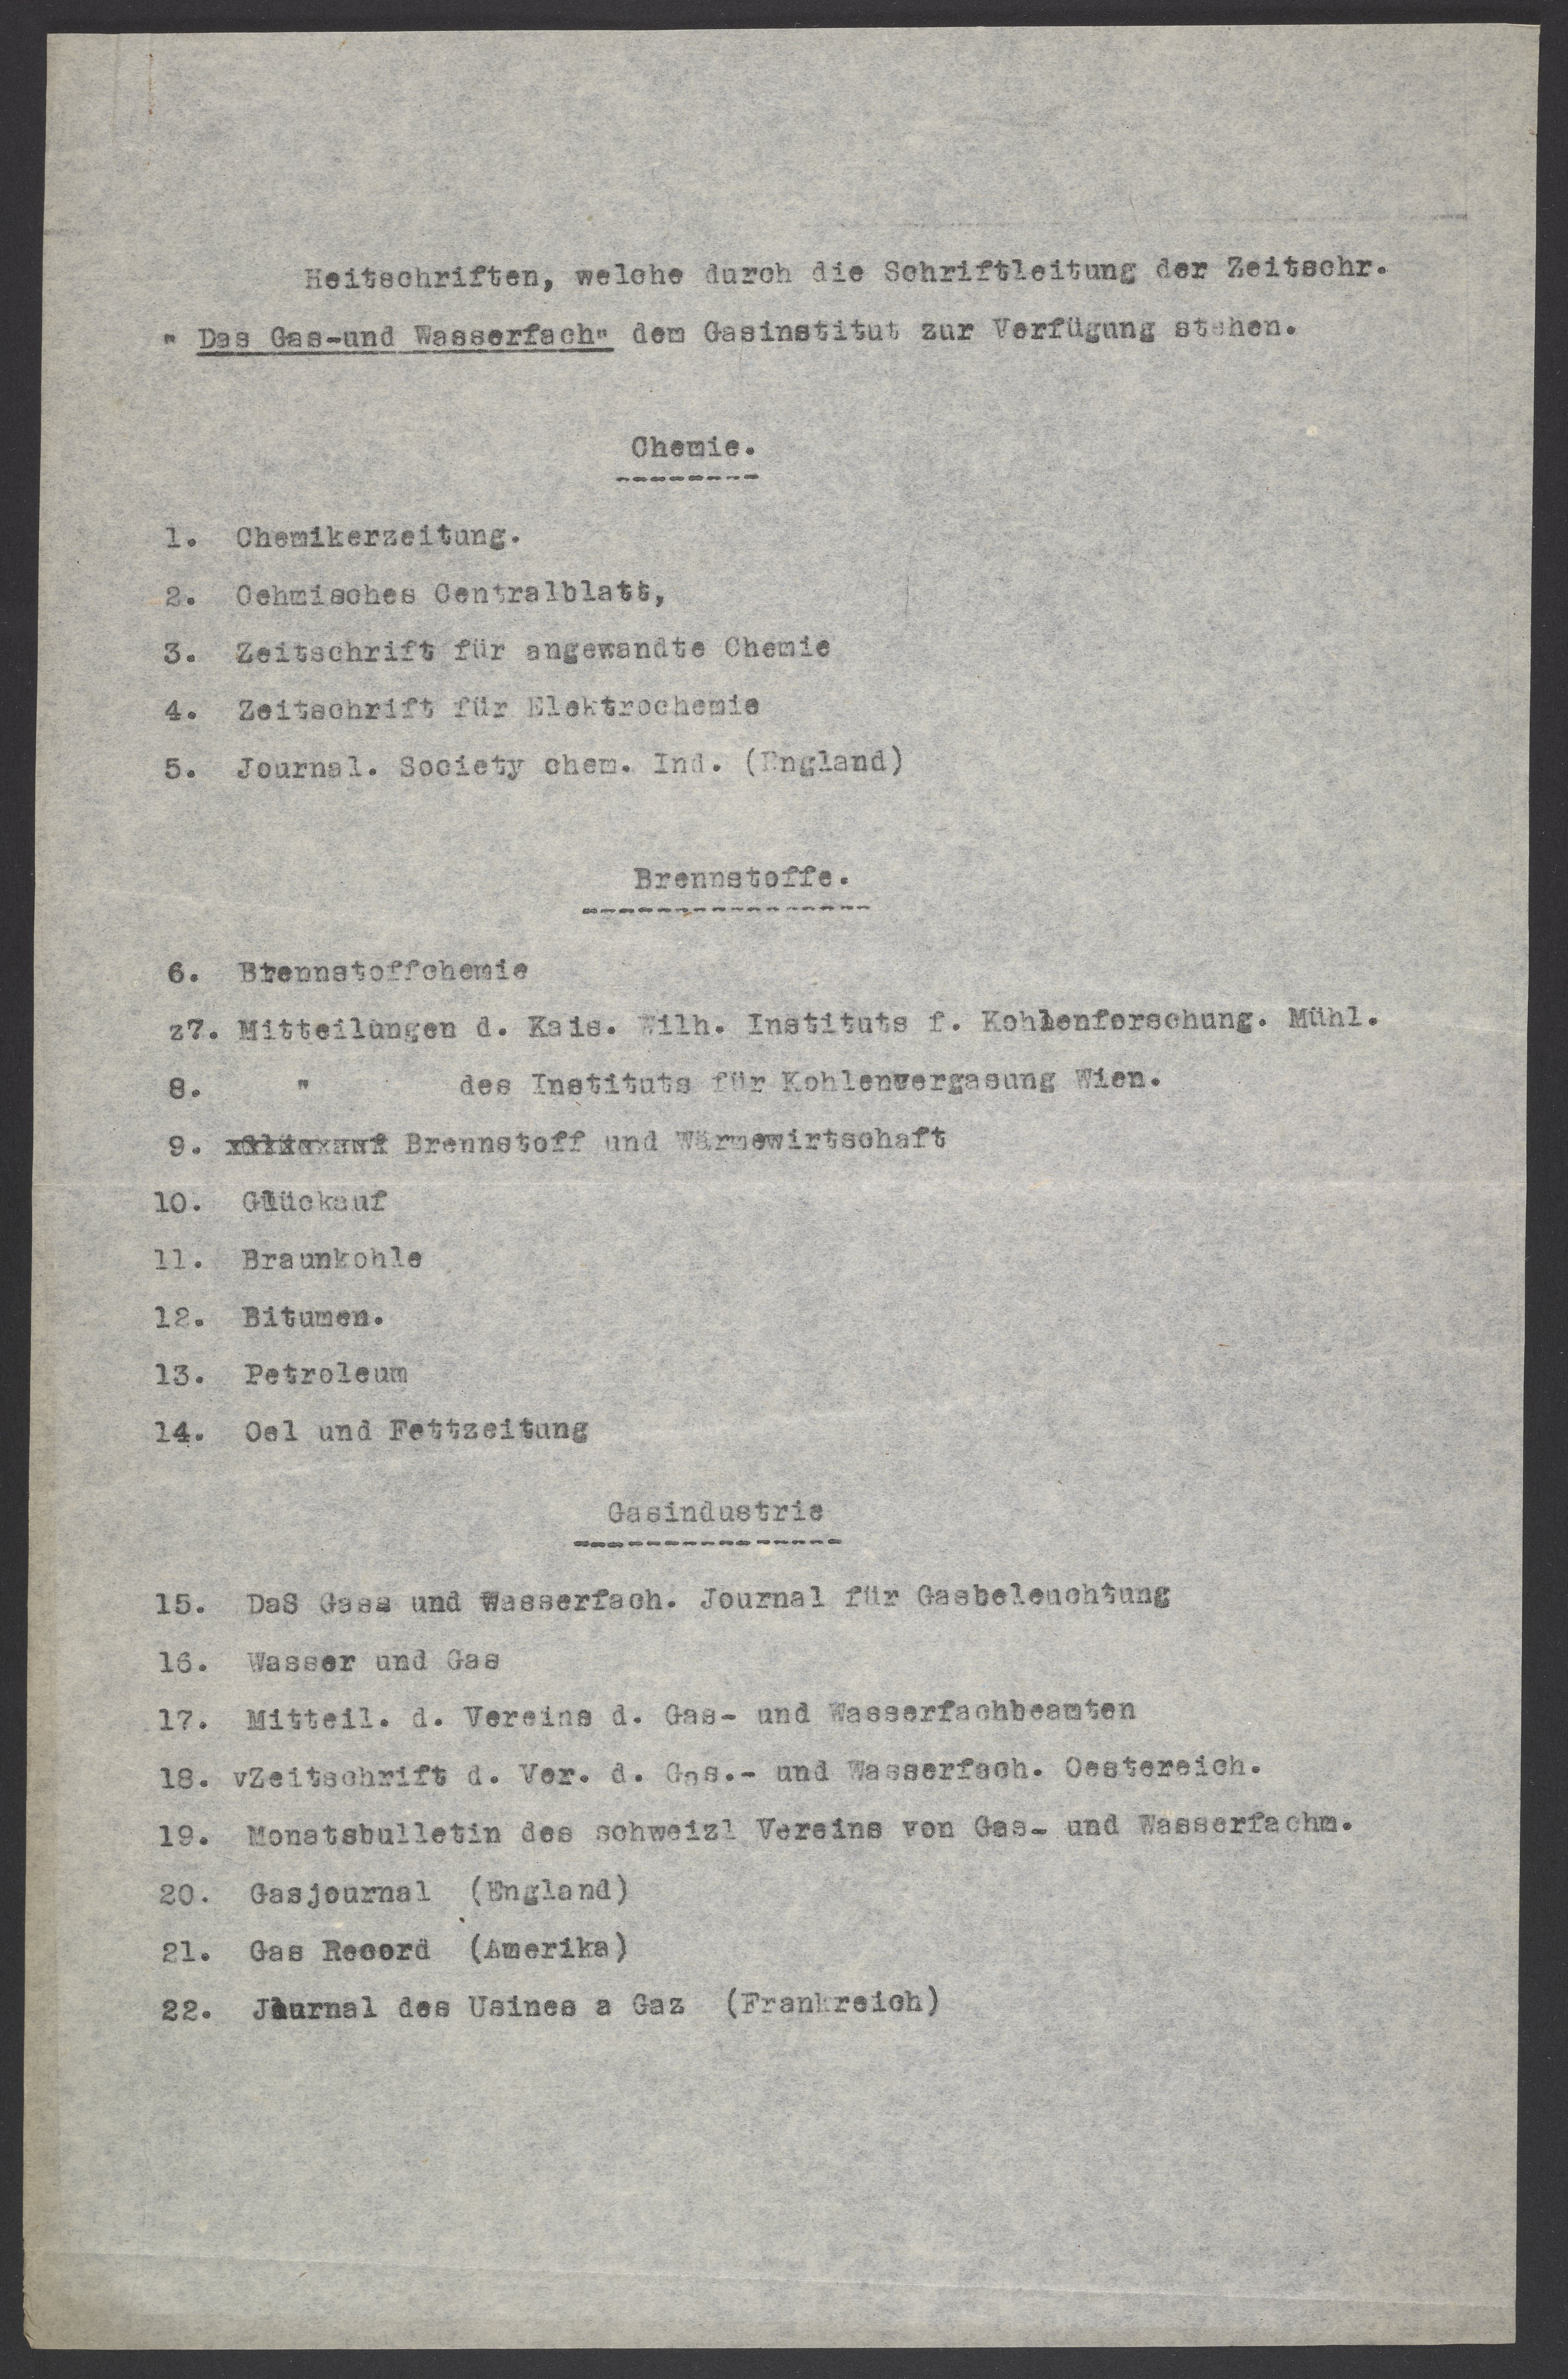 Heitschriften, welche durch die Schriftleitung der Zeitschr.
" Das Gas-und Wasserfach" dem Gasinstitut zur Verfügung stehen.
Chemie.
1. Chemikerzeitung.
2. Cehmisches Centralblatt,
3. Zeitschrift für angewandte Chemie
4. Zeitschrift für Elektrochemie
5. Journal. Society chem. Ind. (England)
Brennstoffe.
6. Brennstoffchemie
z7. Mitteilungen d. Kais. Wilh. Instituts f. Kohlenforschung. Mühl.
8. " des Instituts für Kohlenvergasung Wien.
9. Brennstoff und Wärmewirtschaft
10. Glückauf
11. Braunkohle
12. Bitumen.
13. Petroleum
14. Oel und Fettzeitung
Gasindustrie
15. DaS Gass und Wasserfach. Journal für Gasbeleuchtung
16. Wasser und Gas
17. Mitteil. d. Vereins d. Gas- und Wasserfachbeamten
18. vZeitschrift d. Ver. d. Gas.- und Wasserfach. Oestereich.
19. Monatsbulletin des schweizl Vereins von Gas- und Wasserfachm.
20. Gasjournal (England)
21. Gas Record (Amerika)
22. Journal des Usines a Gaz (Frankreich)